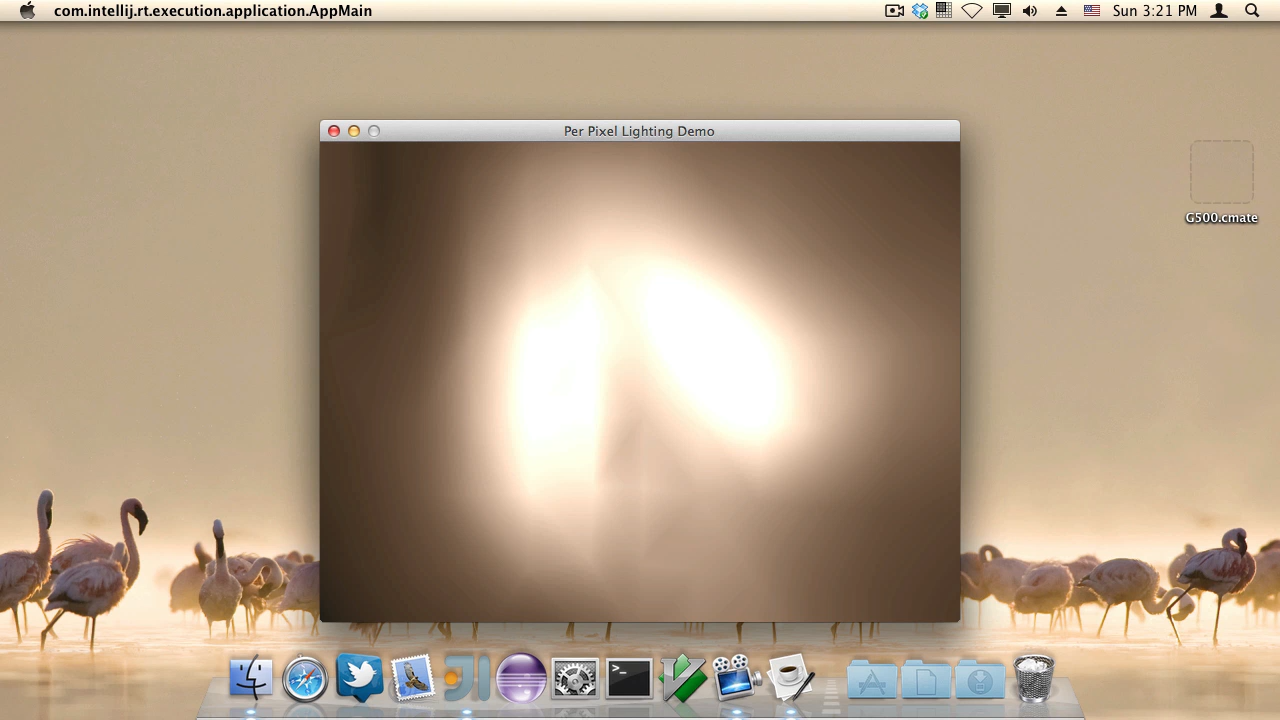 com.intellij.rt.execution.application.AppMain
Sun 3:21 PM
Per Pixel Lighting Demo
G500.cmate
>_